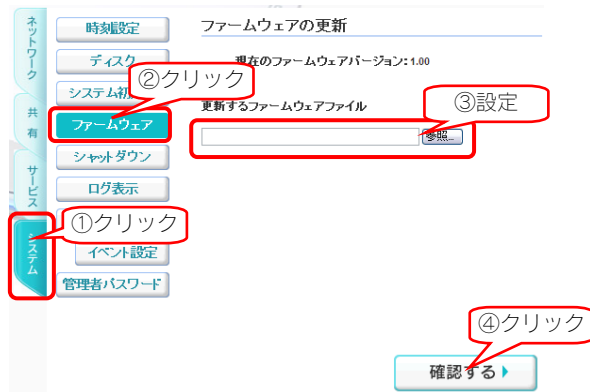 ネットワーク
共有
サービス
システム
時刻設定
ディスク
システム初
ファームウェア
シャットダウン
ログ表示
イベント設定
管理者パスワード
ファームウェアの更新
現在のファームウェアバージョン:1.00
更新するファームウェアファイル
参照...
①クリック
②クリック
③設定
④クリック
確認する